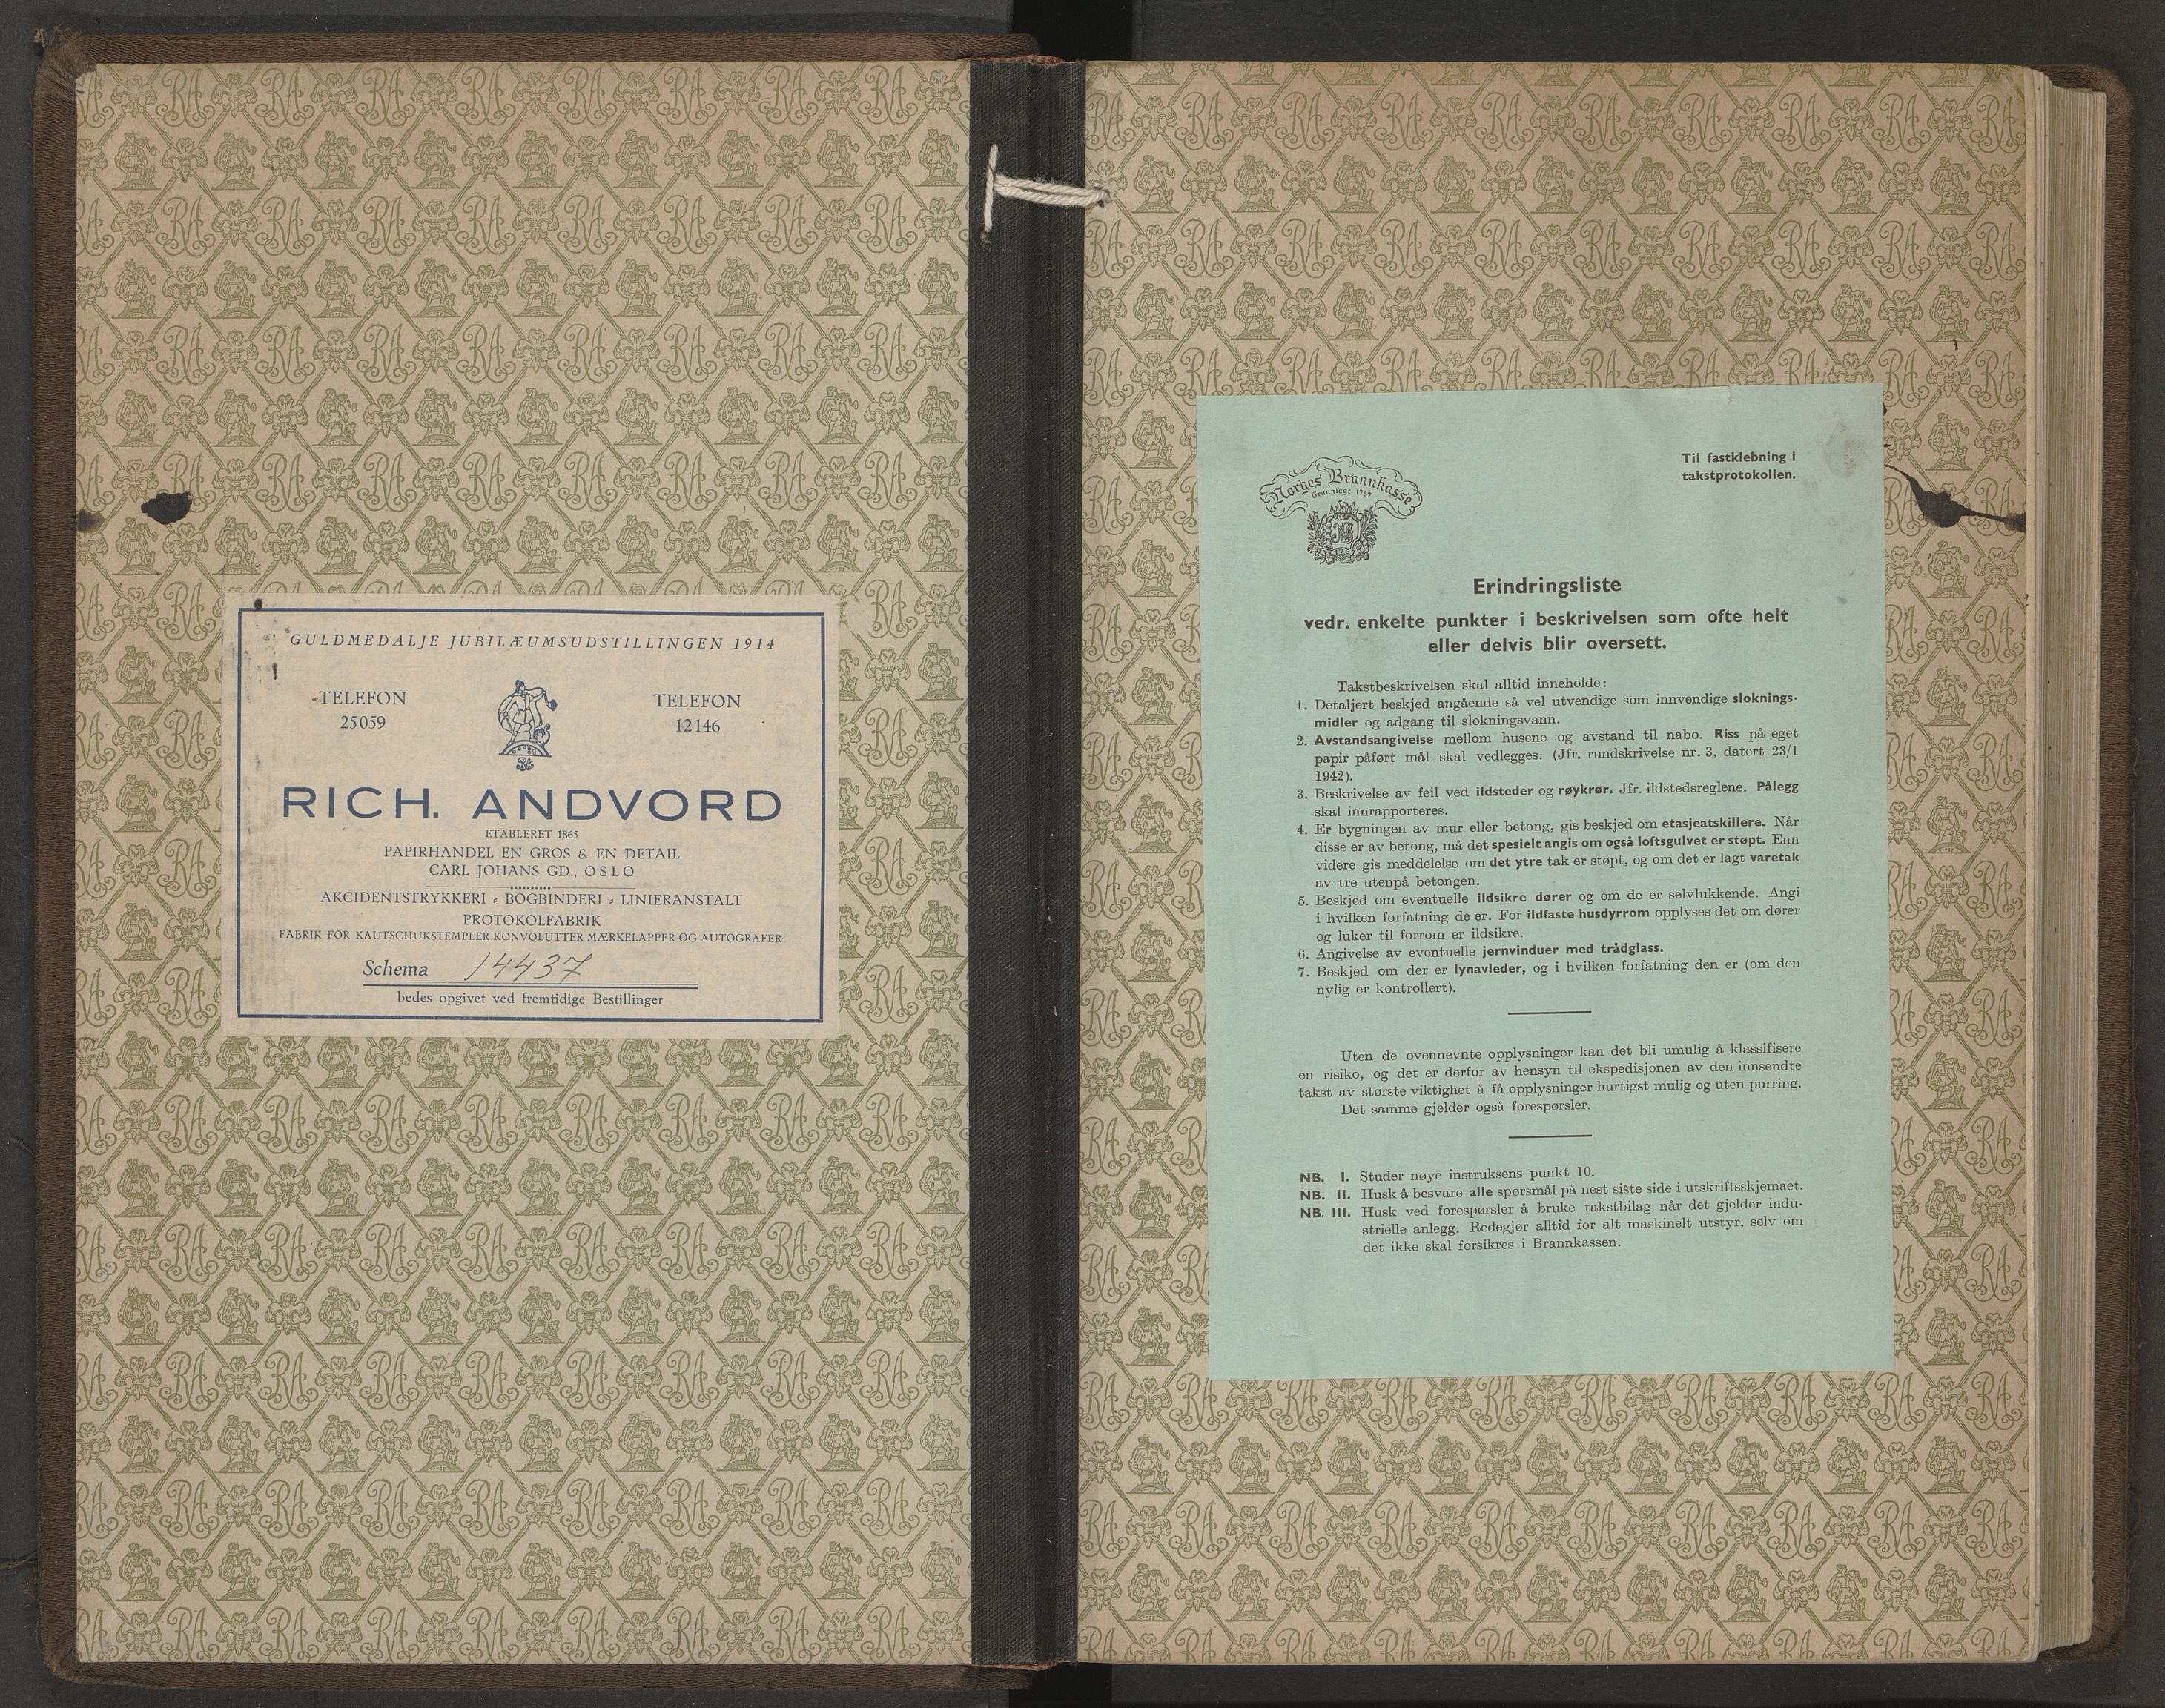 GULDMEDALJE JUBILÆUMSUDSTILLINGEN 1914
TELEFON
25059
TELEFON
12146
RICH. ANDVORD
ETABLERET 1865
PAPIRHANDEL EN GROS & EN DETAIL
CARL JOHANS GD., OSLO
AKCIDENTSTRYKKERI - BOGBINDERI - LINIERANSTALT
PROTOKOLFABRIK
FABRIK FOR KAUTSCHUKSTEMPLER KONVOLUTTER MÆRKELAPPER OG AUTOGRAFER
Schema 14437
bedes opgivet ved fremtidige Bestillinger
Til fastklebning i
takstprotokollen.
Norges Brannkasse
Grunnlagt 1767
1767
Erindringsliste
vedr. enkelte punkter i beskrivelsen som ofte helt
eller delvis blir oversett.
Takstbeskrivelsen skal alltid inneholde:
1. Detaljert beskjed angående så vel utvendige som innvendige sloknings-
midler og adgang til slokningsvann.
2. Avstandsangivelse mellom husene og avstand til nabo. Riss på eget
papir påført mål skal vedlegges. (Jfr. rundskrivelse nr. 3, datert 23/1
1942).
3. Beskrivelse av feil ved ildsteder og røykrør. Jfr. ildstedsreglene. Pålegg
skal innrapporteres.
4. Er bygningen av mur eller betong, gis beskjed om etasjeatskillere. Når
disse er av betong, må det spesielt angis om også loftsgulvet er støpt. Enn
videre gis meddelelse om det ytre tak er støpt, og om det er lagt varetak
av tre utenpå betongen.
5. Beskjed om eventuelle ildsikre dører og om de er selvlukkende. Angi
i hvilken forfatning de er. For ildfaste husdyrrom opplyses det om dører
og luker til forrom er ildsikre.
6. Angivelse av eventuelle jernvinduer med trådglass.
7. Beskjed om der er lynavleder, og i hvilken forfatning den er (om den
nylig er kontrollert).
Uten de ovennevnte opplysninger kan det bli umulig å klassifisere
en risiko, og det er derfor av hensyn til ekspedisjonen av den innsendte
takst av største viktighet å få opplysninger hurtigst mulig og uten purring.
Det samme gjelder også forespørsler.
NB. I. Studer nøye instruksens punkt 10.
NB. II. Husk å besvare alle spørsmål på nest siste side i utskriftsskjemaet.
NB. III. Husk ved forespørsler å bruke takstbilag når det gjelder indu-
strielle anlegg. Redegjør alltid for alt maskinelt utstyr, selv om
det ikke skal forsikres i Brannkassen.